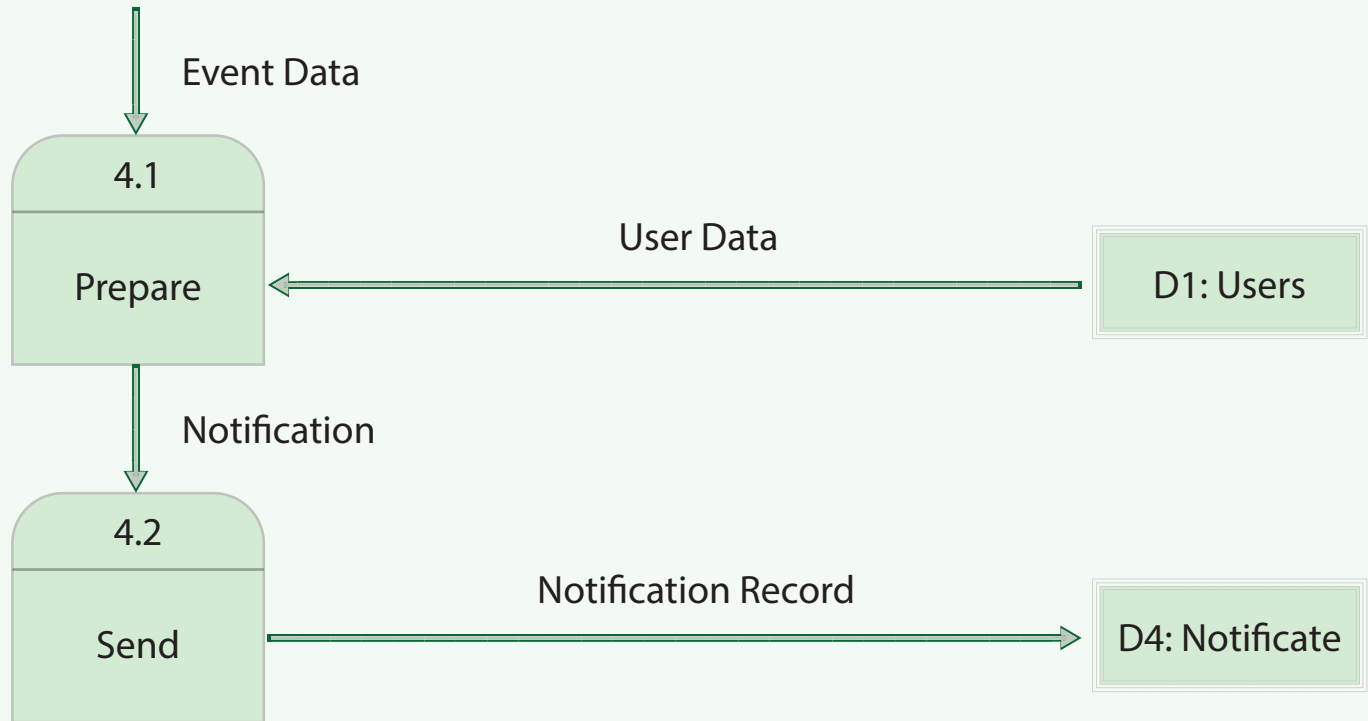 Event Data
4.1
User Data
Prepare
D1: Users
Notification
4.2
Notification Record
Send
D4: Notificate